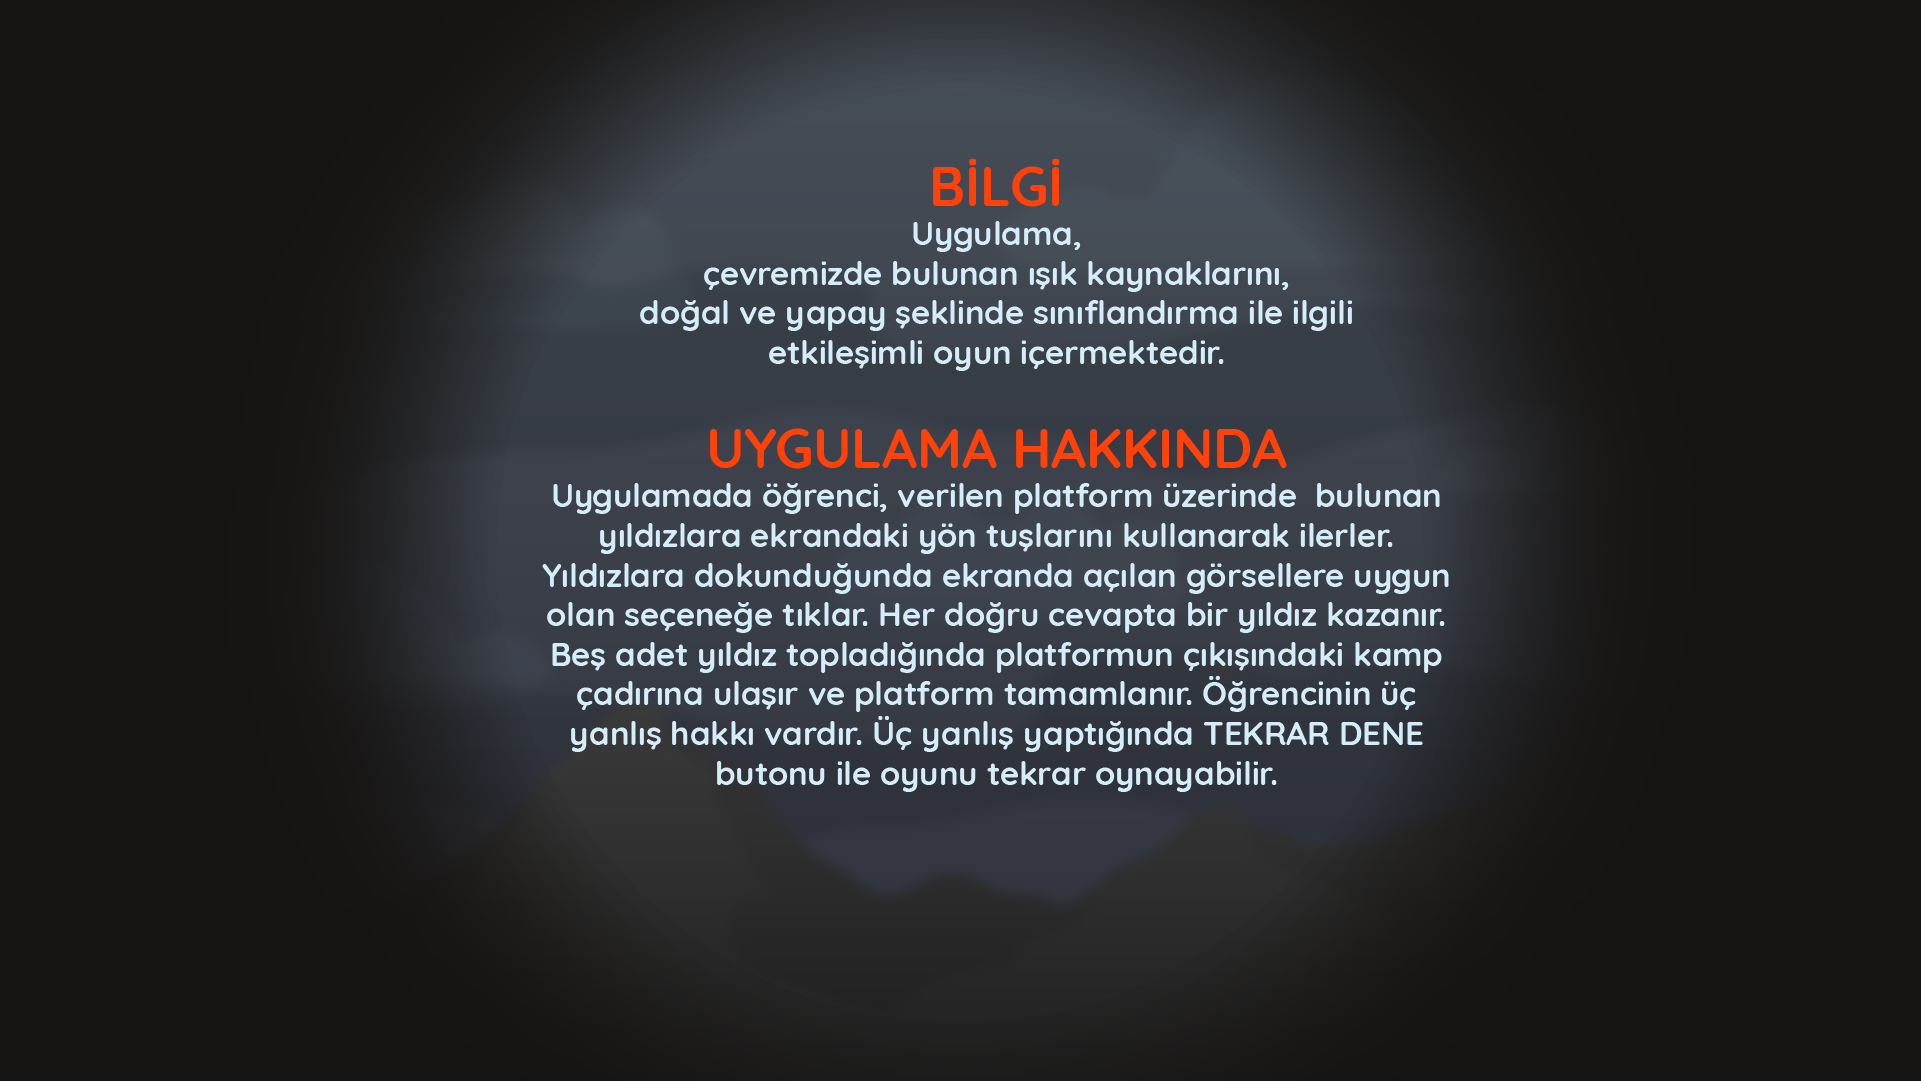 BİLGİ
Uygulama,
çevremizde bulunan ışık kaynaklarını,
doğal ve yapay şeklinde sınıflandırma ile ilgili
etkileşimli oyun içermektedir.
UYGULAMA HAKKINDA
Uygulamada öğrenci, verilen platform üzerinde  bulunan
yıldızlara ekrandaki yön tuşlarını kullanarak ilerler.
Yıldızlara dokunduğunda ekranda açılan görsellere uygun
olan seçeneğe tıklar. Her doğru cevapta bir yıldız kazanır.
Beş adet yıldız topladığında platformun çıkışındaki kamp
çadırına ulaşır ve platform tamamlanır. Öğrencinin üç
yanlış hakkı vardır. Üç yanlış yaptığında TEKRAR DENE
butonu ile oyunu tekrar oynayabilir.